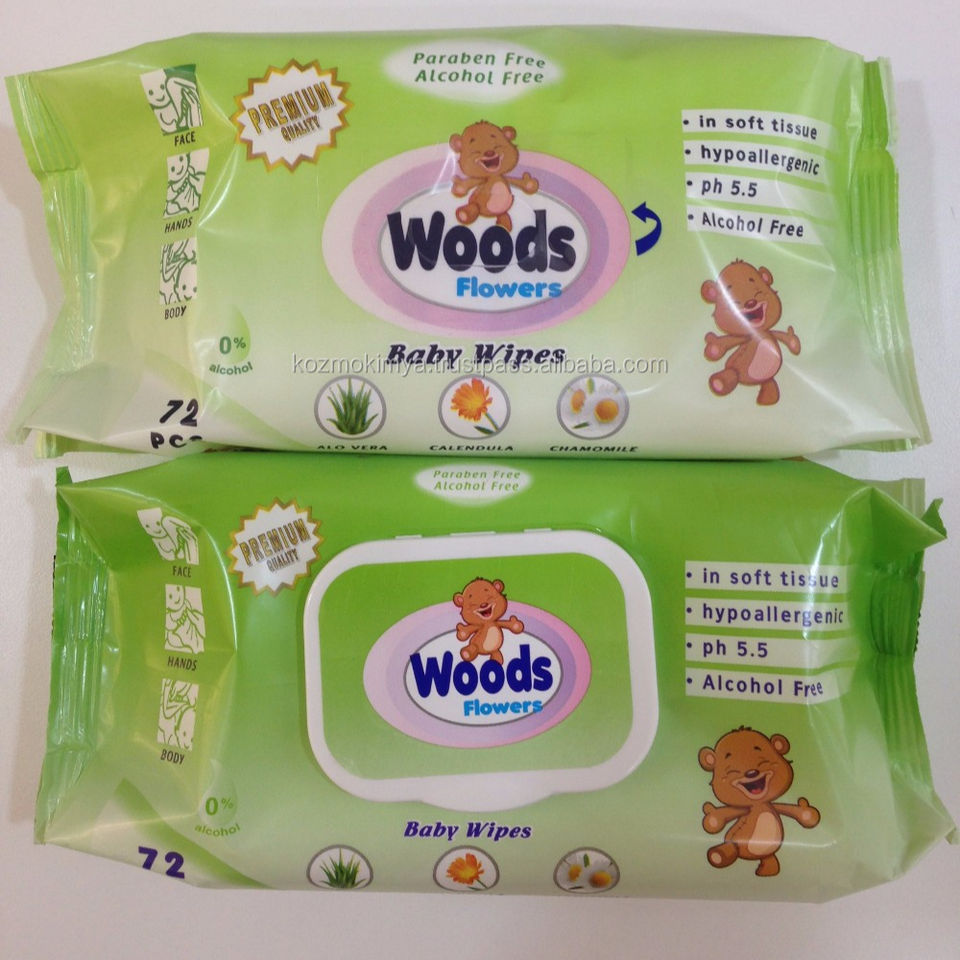 Paraben Free
Alcohol Free
PREMIUM
QUALITY
FACE
HANDS
BODY
0%
alcohol
72
PCS
Woods
Flowers
Baby Wipes
• in soft tissue
• hypoallergenic
• ph 5.5
• Alcohol Free
kozmokimya.trustpass.alibaba.com
ALO VERA
CALENDULA
CHAMOMILE
Paraben Free
Alcohol Free
PREMIUM
QUALITY
FACE
HANDS
BODY
0%
alcohol
72
Woods
Flowers
Baby Wipes
• in soft tissue
• hypoallergenic
• ph 5.5
• Alcohol Free